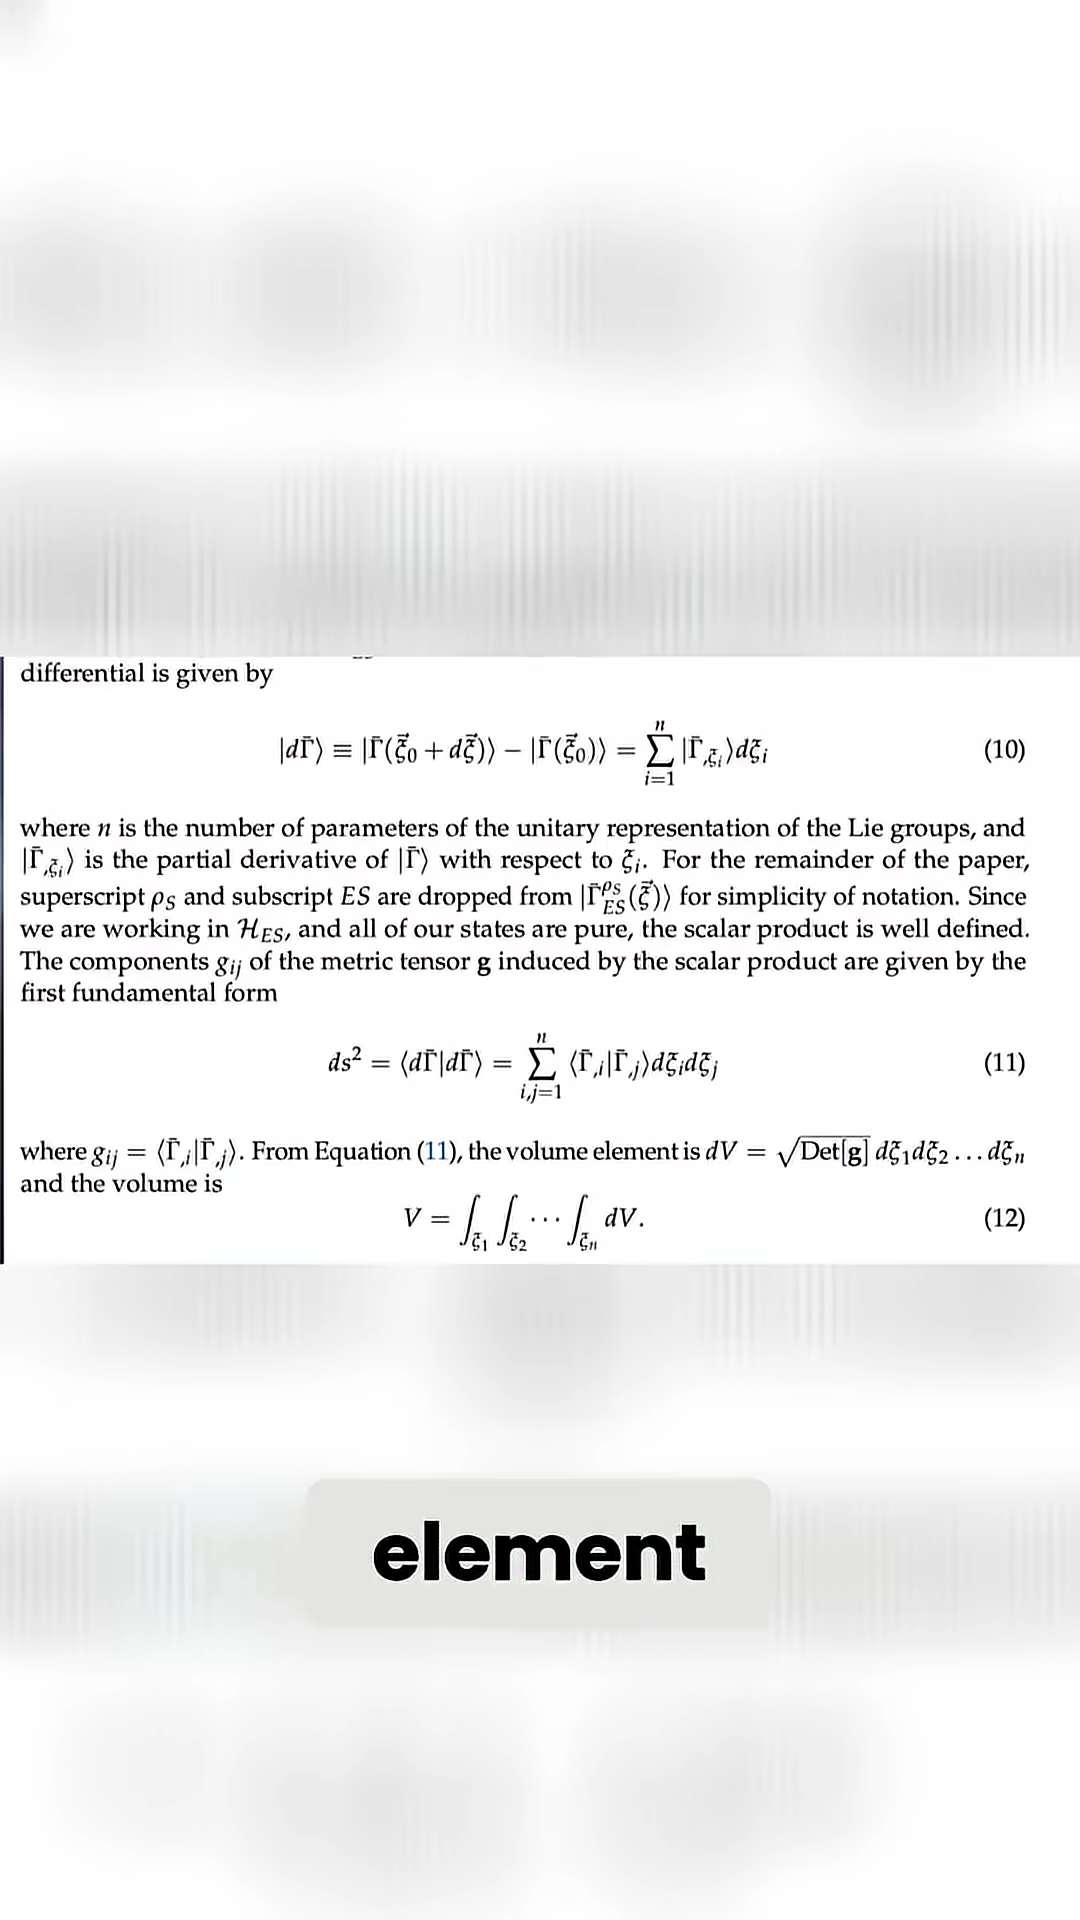 differential is given by
|dΓ̄⟩ ≡ |Γ̄(ξ⃗₀ + dξ⃗)⟩ − |Γ̄(ξ⃗₀)⟩ = ∑ⁿᵢ₌₁ |Γ̄,ξᵢ⟩dξᵢ (10)
where n is the number of parameters of the unitary representation of the Lie groups, and
|Γ̄,ξᵢ⟩ is the partial derivative of |Γ̄⟩ with respect to ξᵢ. For the remainder of the paper,
superscript ρS and subscript ES are dropped from |Γ̄^ρS_ES(ξ⃗)⟩ for simplicity of notation. Since
we are working in ℋES, and all of our states are pure, the scalar product is well defined.
The components gij of the metric tensor g induced by the scalar product are given by the
first fundamental form
ds² = ⟨dΓ̄|dΓ̄⟩ = ∑ⁿᵢ,ⱼ₌₁ ⟨Γ̄,i|Γ̄,j⟩dξᵢdξⱼ (11)
where gij = ⟨Γ̄,i|Γ̄,j⟩. From Equation (11), the volume element is dV = √Det[g] dξ₁dξ₂ … dξₙ
and the volume is
V = ∫ξ₁ ∫ξ₂ ⋯ ∫ξₙ dV. (12)
element